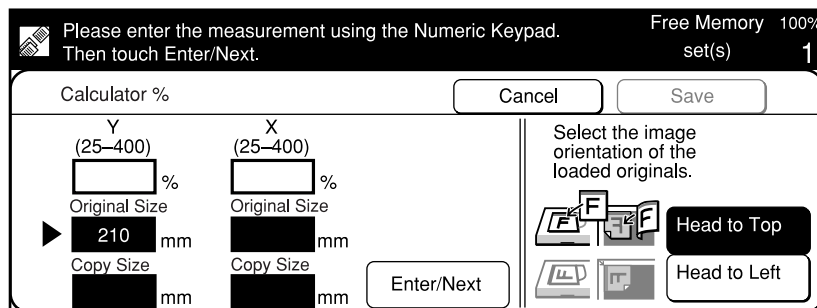 Please enter the measurement using the Numeric Keypad.
Then touch Enter/Next.
Free Memory 100%
set(s) 1
Calculator %
Cancel
Save
Y X
(25–400) (25–400)
% %
Original Size Original Size
210 mm mm
Copy Size Copy Size
mm mm
Enter/Next
Select the image
orientation of the
loaded originals.
Head to Top
Head to Left